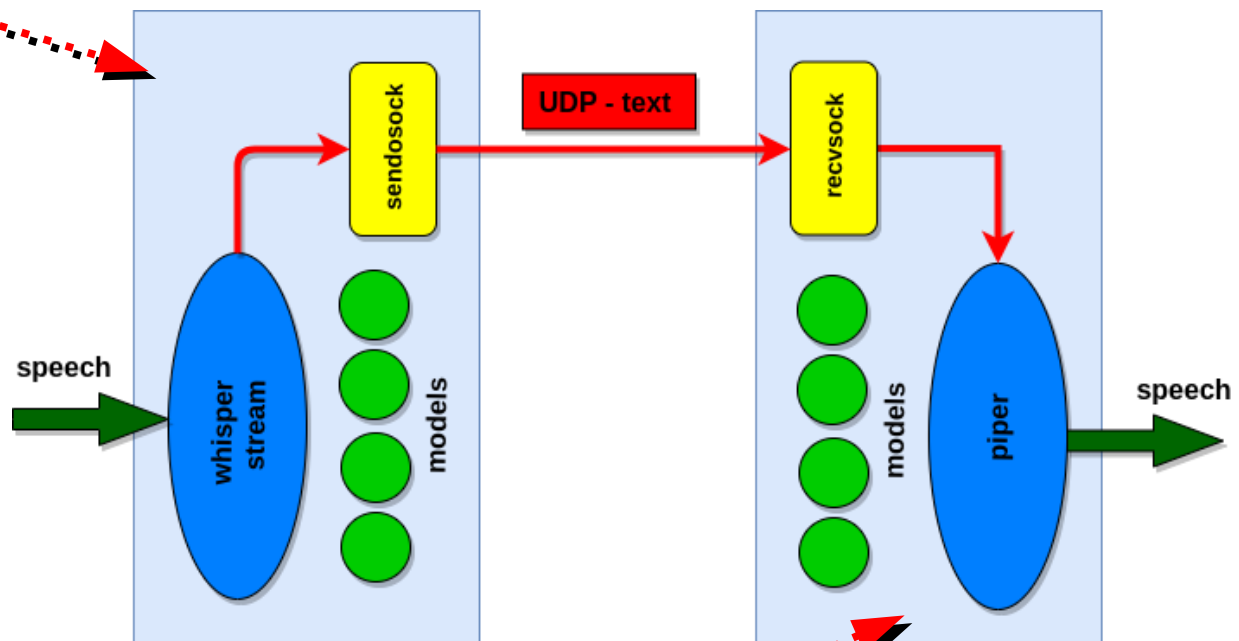 sendosock
UDP - text
recvsock
speech
whisper
stream
models
models
piper
speech